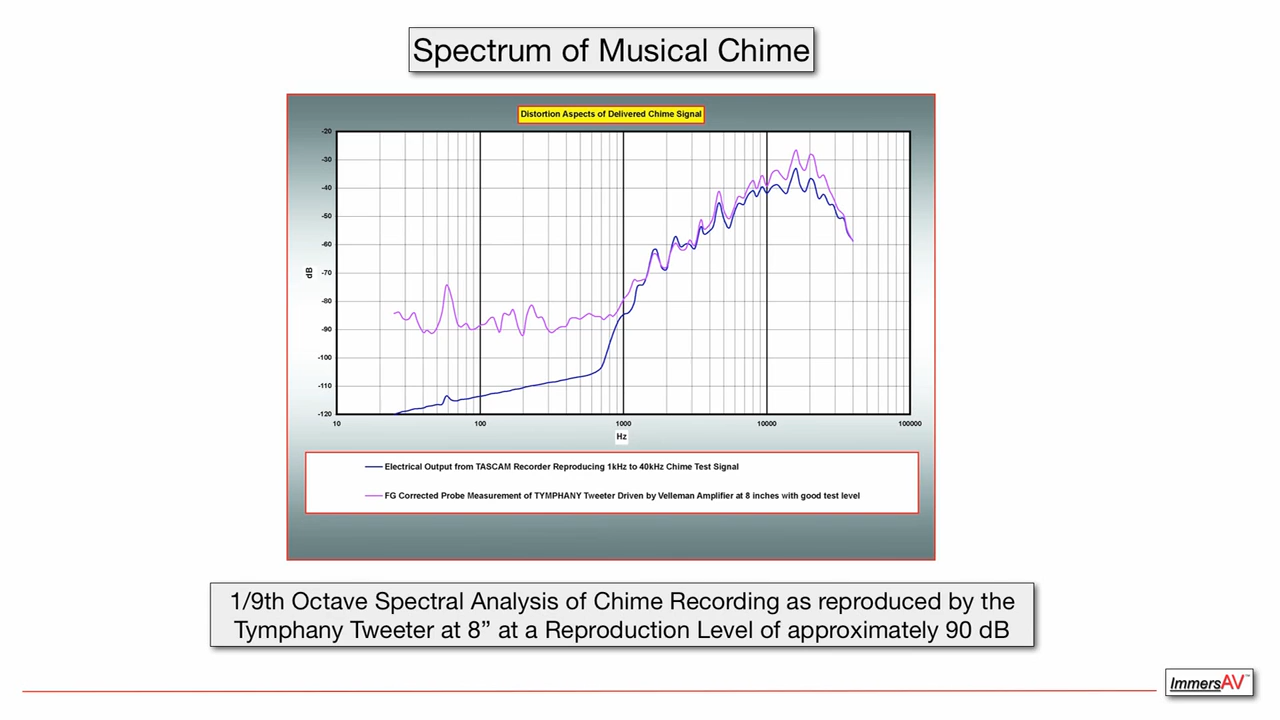 Spectrum of Musical Chime
Distortion Aspects of Delivered Chime Signal
-20
-30
-40
-50
-60
-70
-80
-90
-100
-110
-120
dB
10 100 1000 10000 100000
Hz
Electrical Output from TASCAM Recorder Reproducing 1kHz to 40kHz Chime Test Signal
FG Corrected Probe Measurement of TYMPHANY Tweeter Driven by Velleman Amplifier at 8 inches with good test level
1/9th Octave Spectral Analysis of Chime Recording as reproduced by the
Tymphany Tweeter at 8” at a Reproduction Level of approximately 90 dB
ImmersAV™